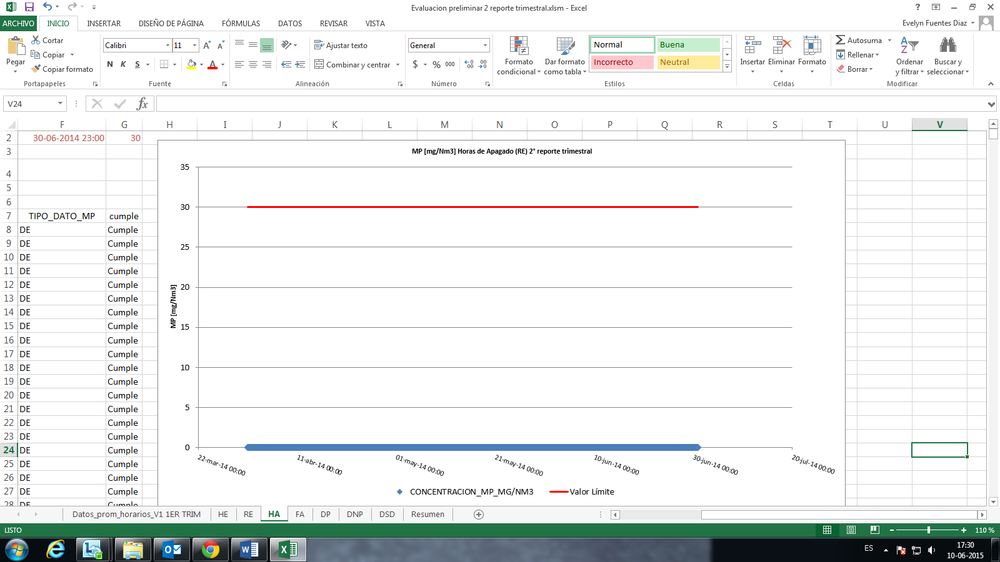 Evaluacion preliminar 2 reporte trimestral.xlsm - Excel
ARCHIVO INICIO INSERTAR DISEÑO DE PÁGINA FÓRMULAS DATOS REVISAR VISTA Evelyn Fuentes Diaz
Pegar
Cortar
Copiar
Copiar formato
Portapapeles
Calibri 11
N K S
Fuente
Ajustar texto
Combinar y centrar
Alineación
General
$ % 000
Número
Formato condicional
Dar formato como tabla
Normal Buena
Incorrecto Neutral
Estilos
Insertar Eliminar Formato
Celdas
Autosuma
Rellenar
Borrar
Ordenar y filtrar
Buscar y seleccionar
Modificar
V24 fx
F G H I J K L M N O P Q R S T U V
2 30-06-2014 23:00 30
3
4
5
6
7 TIPO_DATO_MP cumple
8 DE Cumple
9 DE Cumple
10 DE Cumple
11 DE Cumple
12 DE Cumple
13 DE Cumple
14 DE Cumple
15 DE Cumple
16 DE Cumple
17 DE Cumple
18 DE Cumple
19 DE Cumple
20 DE Cumple
21 DE Cumple
22 DE Cumple
23 DE Cumple
24 DE Cumple
25 DE Cumple
26 DE Cumple
27 DE Cumple
28 DE Cumple
MP [mg/Nm3] Horas de Apagado (RE) 2° reporte trimestral
35
30
25
20
15
10
5
0
MP [mg/Nm3]
22-mar-14 00:00 11-abr-14 00:00 01-may-14 00:00 21-may-14 00:00 10-jun-14 00:00 30-jun-14 00:00 20-jul-14 00:00
CONCENTRACION_MP_MG/NM3 Valor Límite
Datos_prom_horarios_V1 1ER TRIM HE RE HA FA DP DNP DSD Resumen
LISTO 110 %
ES 17:30
10-06-2015